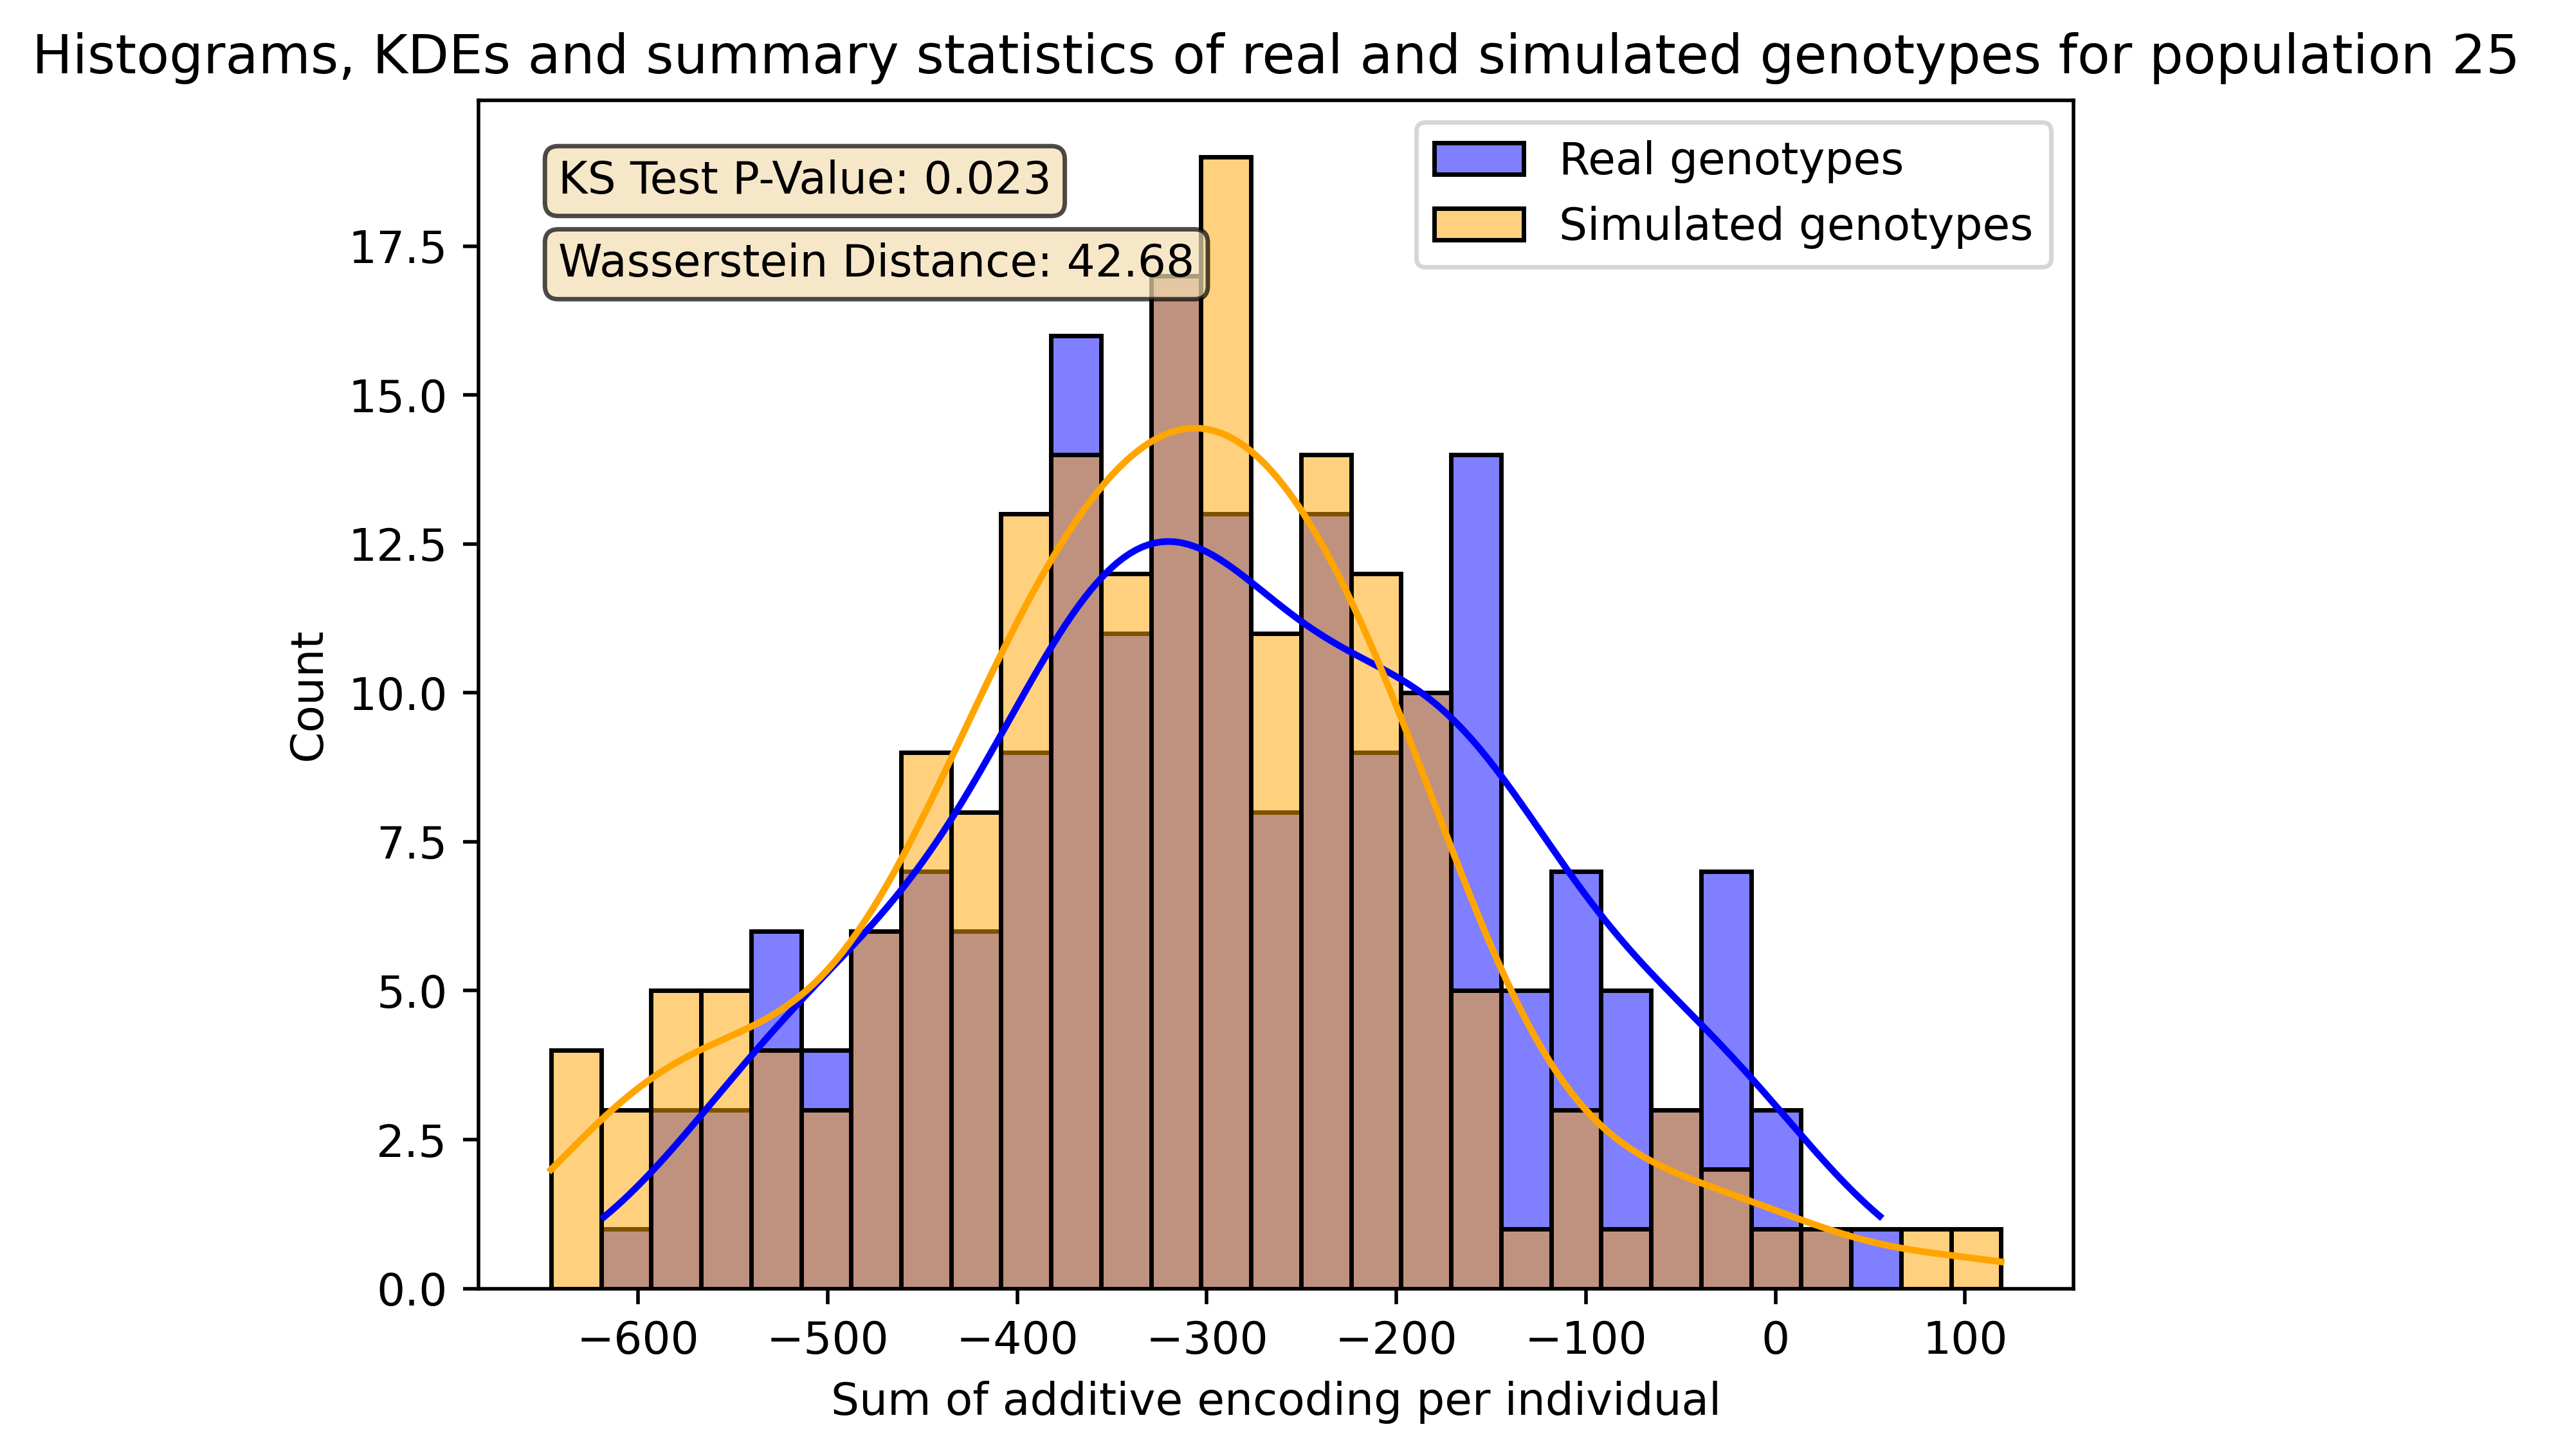 Histograms, KDEs and summary statistics of real and simulated genotypes for population 25
KS Test P-Value: 0.023
Wasserstein Distance: 42.68
Real genotypes
Simulated genotypes
17.5
15.0
12.5
10.0
7.5
5.0
2.5
0.0
Count
−600 −500 −400 −300 −200 −100 0 100
Sum of additive encoding per individual